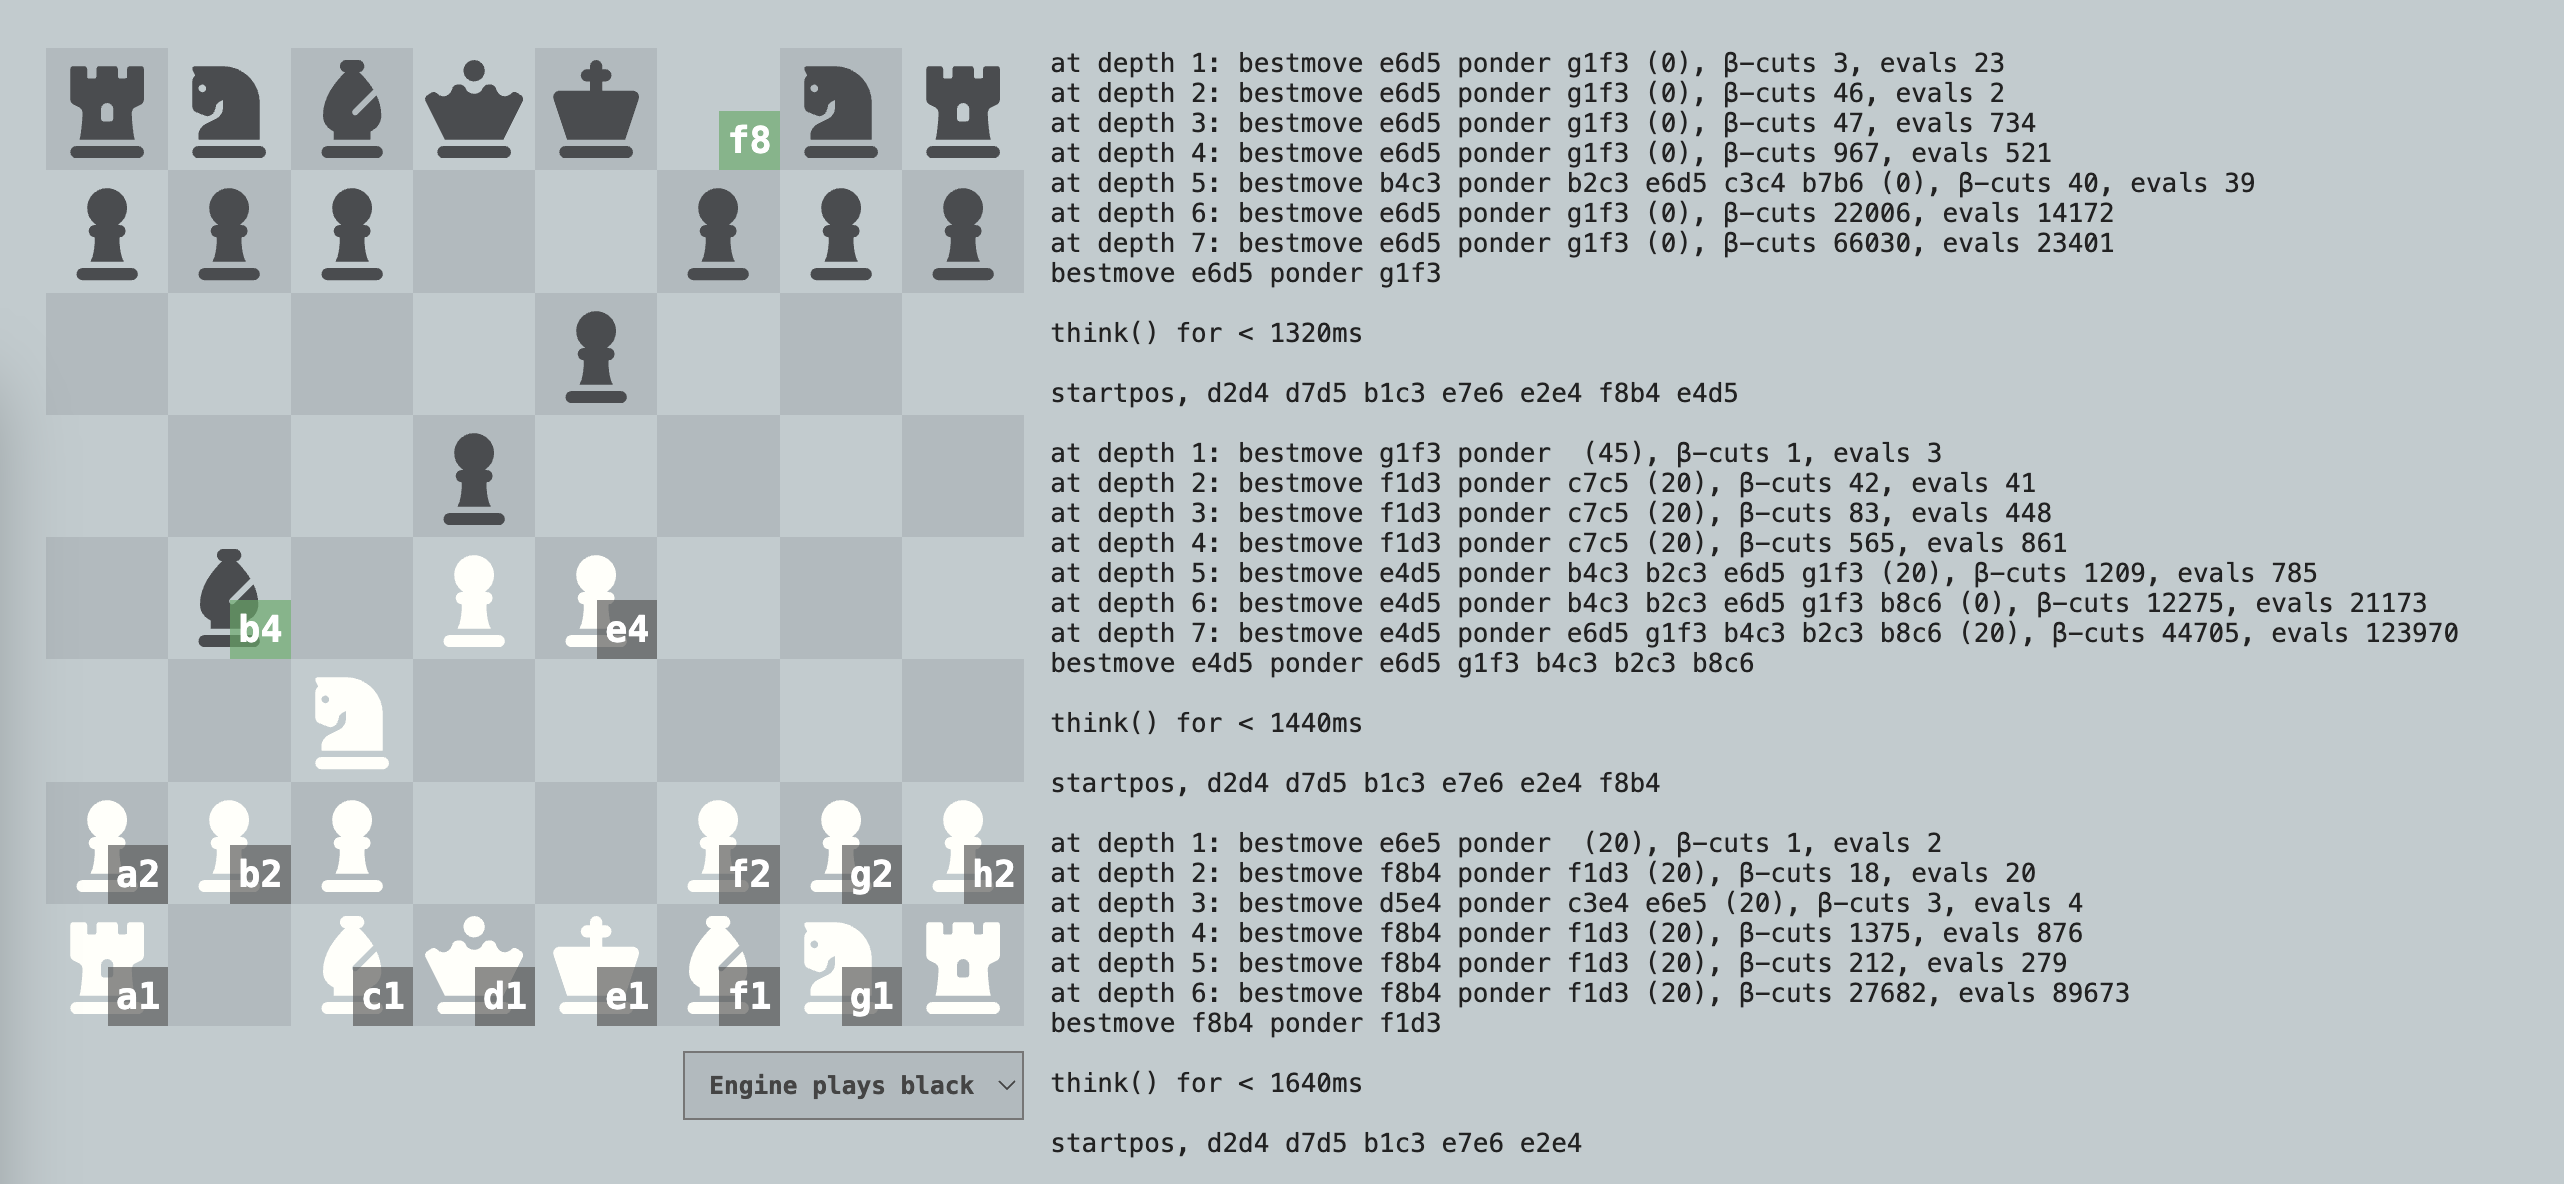 f8
b4
e4
a2
b2
f2
g2
h2
a1
c1
d1
e1
f1
g1
Engine plays black
at depth 1: bestmove e6d5 ponder g1f3 (0), β-cuts 3, evals 23
at depth 2: bestmove e6d5 ponder g1f3 (0), β-cuts 46, evals 2
at depth 3: bestmove e6d5 ponder g1f3 (0), β-cuts 47, evals 734
at depth 4: bestmove e6d5 ponder g1f3 (0), β-cuts 967, evals 521
at depth 5: bestmove b4c3 ponder b2c3 e6d5 c3c4 b7b6 (0), β-cuts 40, evals 39
at depth 6: bestmove e6d5 ponder g1f3 (0), β-cuts 22006, evals 14172
at depth 7: bestmove e6d5 ponder g1f3 (0), β-cuts 66030, evals 23401
bestmove e6d5 ponder g1f3
think() for < 1320ms
startpos, d2d4 d7d5 b1c3 e7e6 e2e4 f8b4 e4d5
at depth 1: bestmove g1f3 ponder  (45), β-cuts 1, evals 3
at depth 2: bestmove f1d3 ponder c7c5 (20), β-cuts 42, evals 41
at depth 3: bestmove f1d3 ponder c7c5 (20), β-cuts 83, evals 448
at depth 4: bestmove f1d3 ponder c7c5 (20), β-cuts 565, evals 861
at depth 5: bestmove e4d5 ponder b4c3 b2c3 e6d5 g1f3 (20), β-cuts 1209, evals 785
at depth 6: bestmove e4d5 ponder b4c3 b2c3 e6d5 g1f3 b8c6 (0), β-cuts 12275, evals 21173
at depth 7: bestmove e4d5 ponder e6d5 g1f3 b4c3 b2c3 b8c6 (20), β-cuts 44705, evals 123970
bestmove e4d5 ponder e6d5 g1f3 b4c3 b2c3 b8c6
think() for < 1440ms
startpos, d2d4 d7d5 b1c3 e7e6 e2e4 f8b4
at depth 1: bestmove e6e5 ponder  (20), β-cuts 1, evals 2
at depth 2: bestmove f8b4 ponder f1d3 (20), β-cuts 18, evals 20
at depth 3: bestmove d5e4 ponder c3e4 e6e5 (20), β-cuts 3, evals 4
at depth 4: bestmove f8b4 ponder f1d3 (20), β-cuts 1375, evals 876
at depth 5: bestmove f8b4 ponder f1d3 (20), β-cuts 212, evals 279
at depth 6: bestmove f8b4 ponder f1d3 (20), β-cuts 27682, evals 89673
bestmove f8b4 ponder f1d3
think() for < 1640ms
startpos, d2d4 d7d5 b1c3 e7e6 e2e4